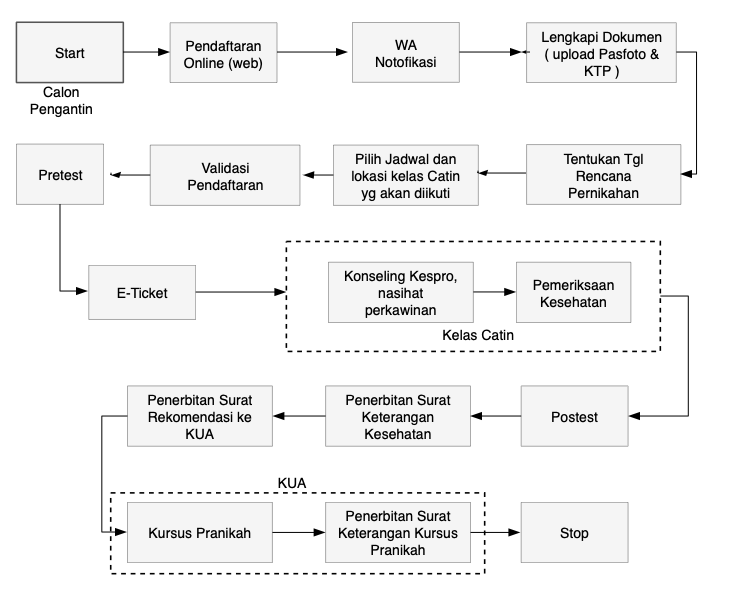 Start
Calon
Pengantin
Pendaftaran
Online (web)
WA
Notofikasi
Lengkapi Dokumen
( upload Pasfoto &
KTP )
Tentukan Tgl
Rencana
Pernikahan
Pilih Jadwal dan
lokasi kelas Catin
yg akan diikuti
Validasi
Pendaftaran
Pretest
E-Ticket
Konseling Kespro,
nasihat
perkawinan
Pemeriksaan
Kesehatan
Kelas Catin
Postest
Penerbitan Surat
Keterangan
Kesehatan
Penerbitan Surat
Rekomendasi ke
KUA
KUA
Kursus Pranikah
Penerbitan Surat
Keterangan Kursus
Pranikah
Stop